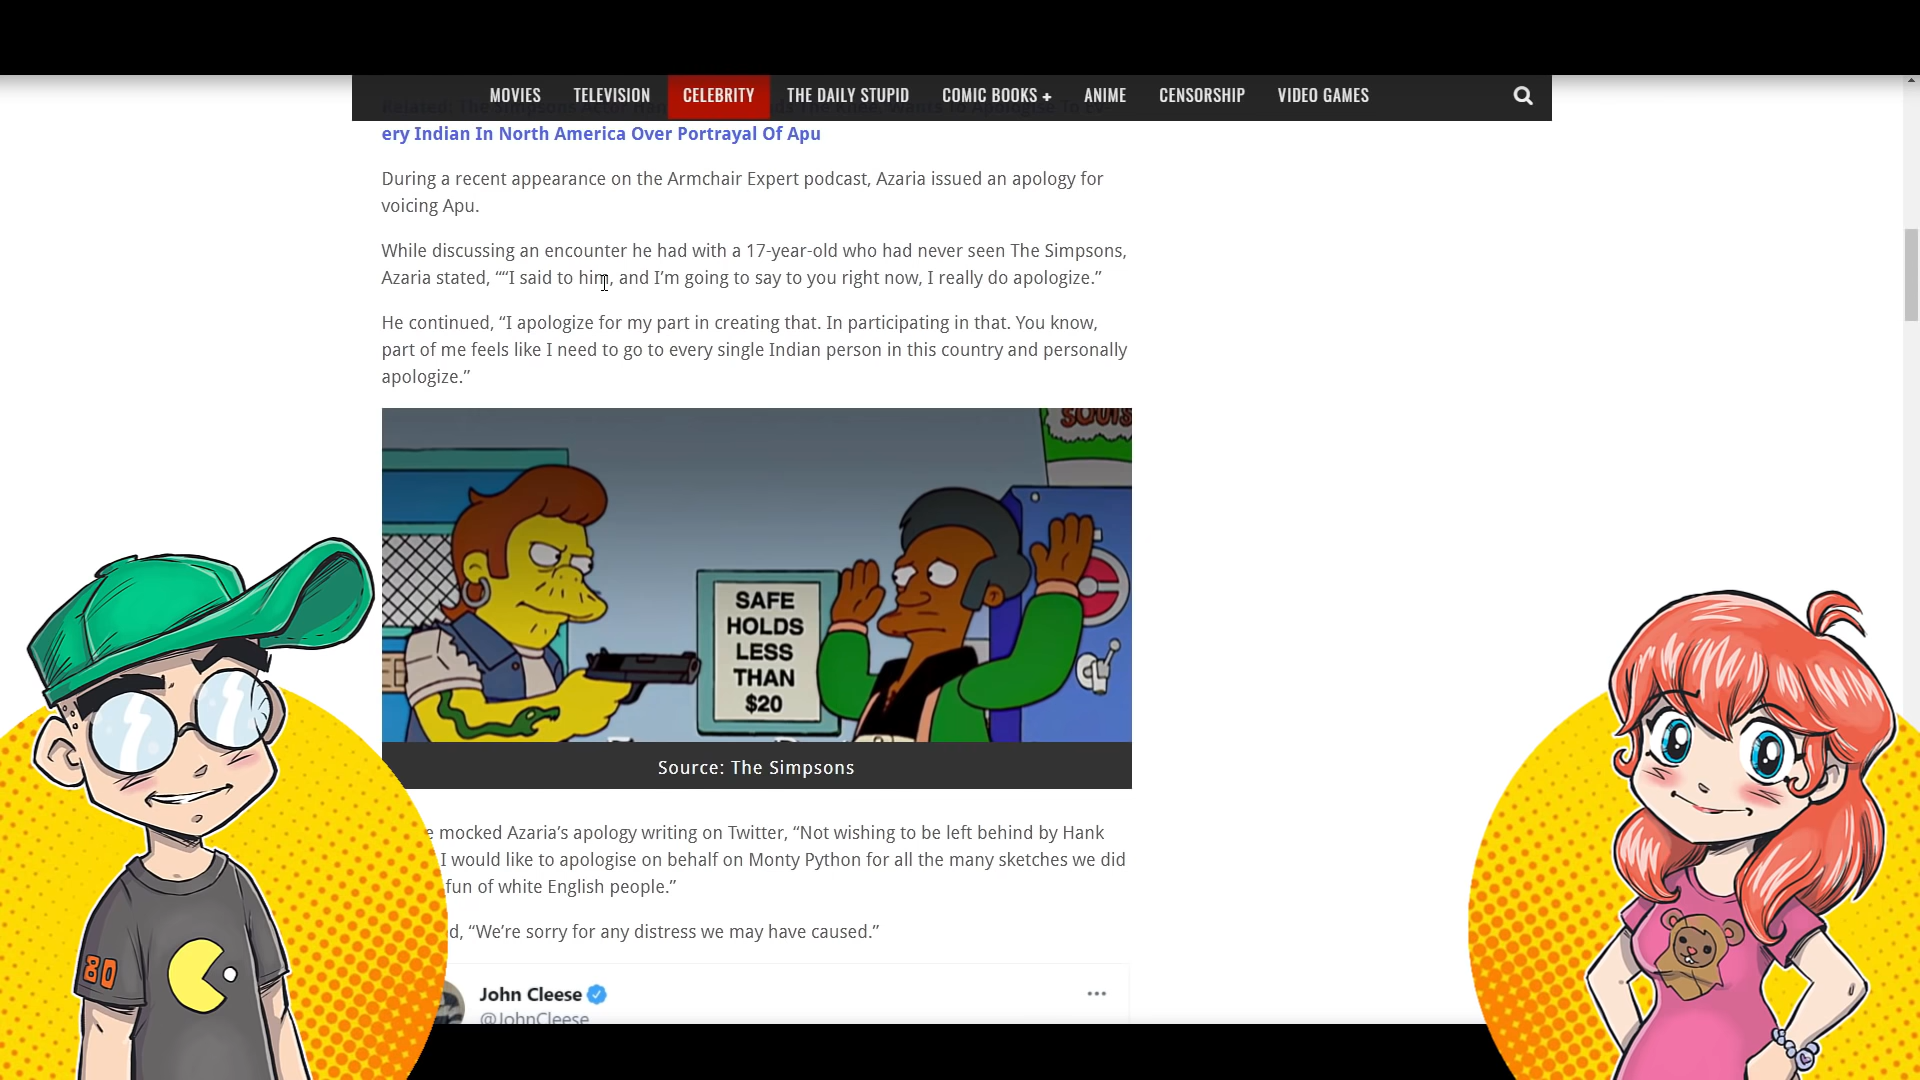 MOVIES TELEVISION CELEBRITY THE DAILY STUPID COMIC BOOKS + ANIME CENSORSHIP VIDEO GAMES
ery Indian In North America Over Portrayal Of Apu
During a recent appearance on the Armchair Expert podcast, Azaria issued an apology for
voicing Apu.
While discussing an encounter he had with a 17-year-old who had never seen The Simpsons,
Azaria stated, ““I said to him, and I’m going to say to you right now, I really do apologize.”
He continued, “I apologize for my part in creating that. In participating in that. You know,
part of me feels like I need to go to every single Indian person in this country and personally
apologize.”
SAFE
HOLDS
LESS
THAN
$20
Source: The Simpsons
mocked Azaria’s apology writing on Twitter, “Not wishing to be left behind by Hank
I would like to apologise on behalf on Monty Python for all the many sketches we did
fun of white English people.”
“We’re sorry for any distress we may have caused.”
John Cleese
@JohnCleese
80